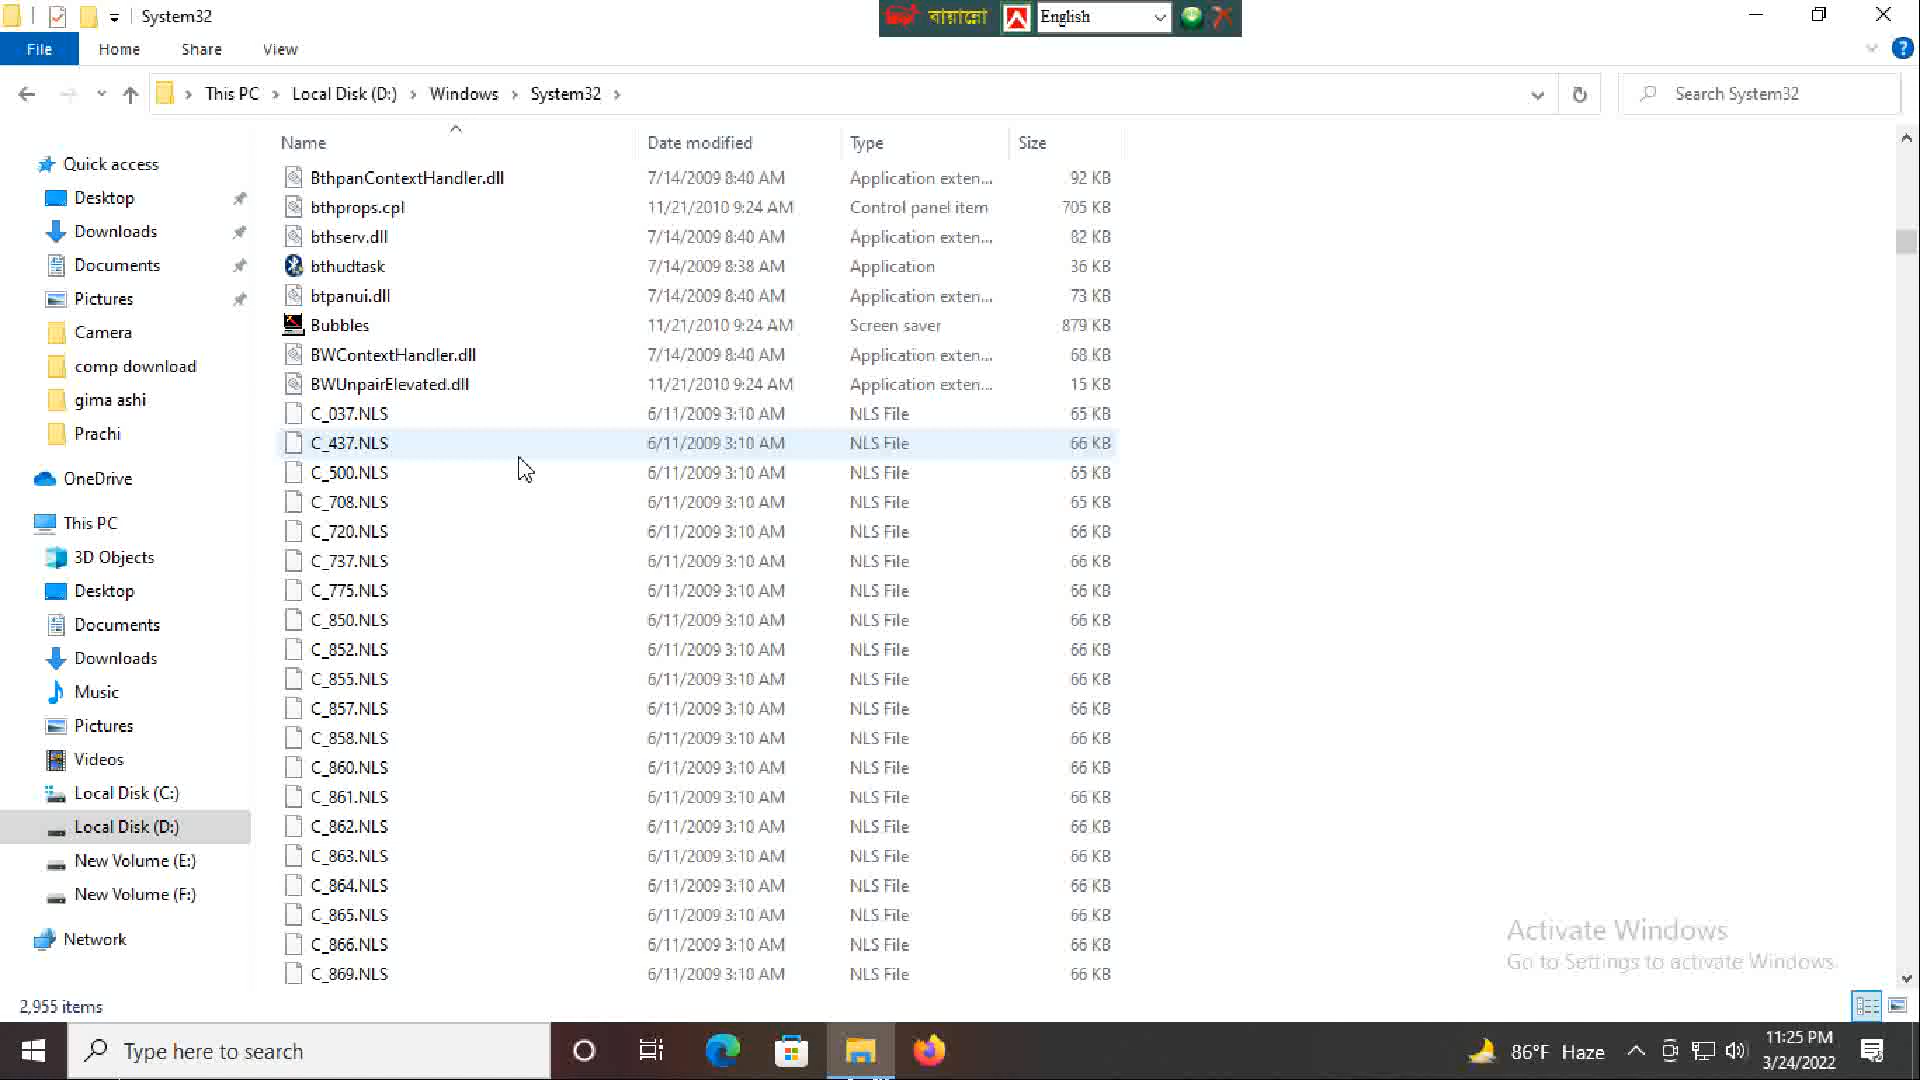 System32
বায়ান্নো English
File Home Share View
This PC Local Disk (D:) Windows System32
Search System32
Name Date modified Type Size
Quick access
Desktop
Downloads
Documents
Pictures
Camera
comp download
gima ashi
Prachi
OneDrive
This PC
3D Objects
Desktop
Documents
Downloads
Music
Pictures
Videos
Local Disk (C:)
Local Disk (D:)
New Volume (E:)
New Volume (F:)
Network
BthpanContextHandler.dll 7/14/2009 8:40 AM Application exten... 92 KB
bthprops.cpl 11/21/2010 9:24 AM Control panel item 705 KB
bthserv.dll 7/14/2009 8:40 AM Application exten... 82 KB
bthudtask 7/14/2009 8:38 AM Application 36 KB
btpanui.dll 7/14/2009 8:40 AM Application exten... 73 KB
Bubbles 11/21/2010 9:24 AM Screen saver 879 KB
BWContextHandler.dll 7/14/2009 8:40 AM Application exten... 68 KB
BWUnpairElevated.dll 11/21/2010 9:24 AM Application exten... 15 KB
C_037.NLS 6/11/2009 3:10 AM NLS File 65 KB
C_437.NLS 6/11/2009 3:10 AM NLS File 66 KB
C_500.NLS 6/11/2009 3:10 AM NLS File 65 KB
C_708.NLS 6/11/2009 3:10 AM NLS File 65 KB
C_720.NLS 6/11/2009 3:10 AM NLS File 66 KB
C_737.NLS 6/11/2009 3:10 AM NLS File 66 KB
C_775.NLS 6/11/2009 3:10 AM NLS File 66 KB
C_850.NLS 6/11/2009 3:10 AM NLS File 66 KB
C_852.NLS 6/11/2009 3:10 AM NLS File 66 KB
C_855.NLS 6/11/2009 3:10 AM NLS File 66 KB
C_857.NLS 6/11/2009 3:10 AM NLS File 66 KB
C_858.NLS 6/11/2009 3:10 AM NLS File 66 KB
C_860.NLS 6/11/2009 3:10 AM NLS File 66 KB
C_861.NLS 6/11/2009 3:10 AM NLS File 66 KB
C_862.NLS 6/11/2009 3:10 AM NLS File 66 KB
C_863.NLS 6/11/2009 3:10 AM NLS File 66 KB
C_864.NLS 6/11/2009 3:10 AM NLS File 66 KB
C_865.NLS 6/11/2009 3:10 AM NLS File 66 KB
C_866.NLS 6/11/2009 3:10 AM NLS File 66 KB
C_869.NLS 6/11/2009 3:10 AM NLS File 66 KB
Activate Windows
Go to Settings to activate Windows.
2,955 items
Type here to search
86°F Haze
11:25 PM
3/24/2022